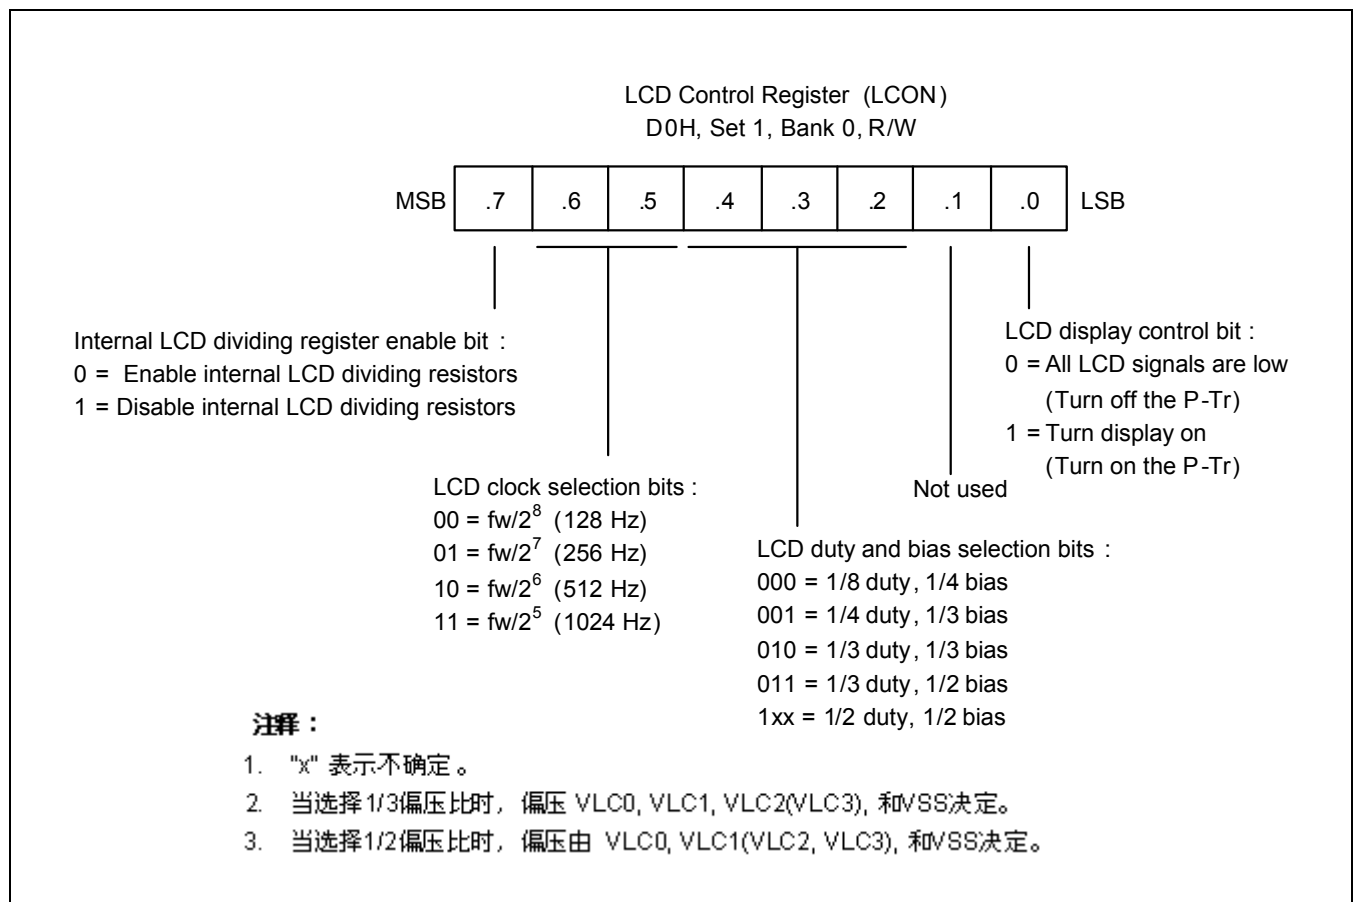 LCD Control Register (LCON)
D0H, Set 1, Bank 0, R/W
MSB .7 .6 .5 .4 .3 .2 .1 .0 LSB
Internal LCD dividing register enable bit :
0 = Enable internal LCD dividing resistors
1 = Disable internal LCD dividing resistors
LCD display control bit :
0 = All LCD signals are low
(Turn off the P-Tr)
1 = Turn display on
(Turn on the P-Tr)
LCD clock selection bits :
00 = fw/2⁸ (128 Hz)
01 = fw/2⁷ (256 Hz)
10 = fw/2⁶ (512 Hz)
11 = fw/2⁵ (1024 Hz)
Not used
LCD duty and bias selection bits :
000 = 1/8 duty, 1/4 bias
001 = 1/4 duty, 1/3 bias
010 = 1/3 duty, 1/3 bias
011 = 1/3 duty, 1/2 bias
1xx = 1/2 duty, 1/2 bias
注释：
1. "x" 表示不确定。
2. 当选择1/3偏压比时，偏压 VLC0, VLC1, VLC2(VLC3), 和VSS决定。
3. 当选择1/2偏压比时，偏压由 VLC0, VLC1(VLC2, VLC3), 和VSS决定。